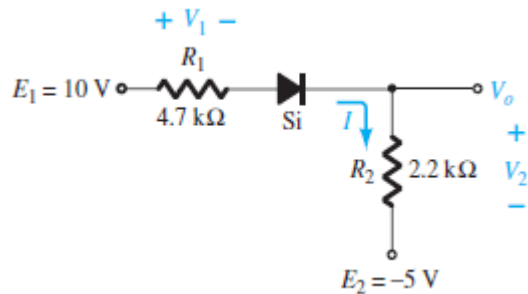 + V₁ −
R₁
E₁ = 10 V
4.7 kΩ
Si
I
Vₒ
+
R₂
2.2 kΩ
V₂
−
E₂ = −5 V